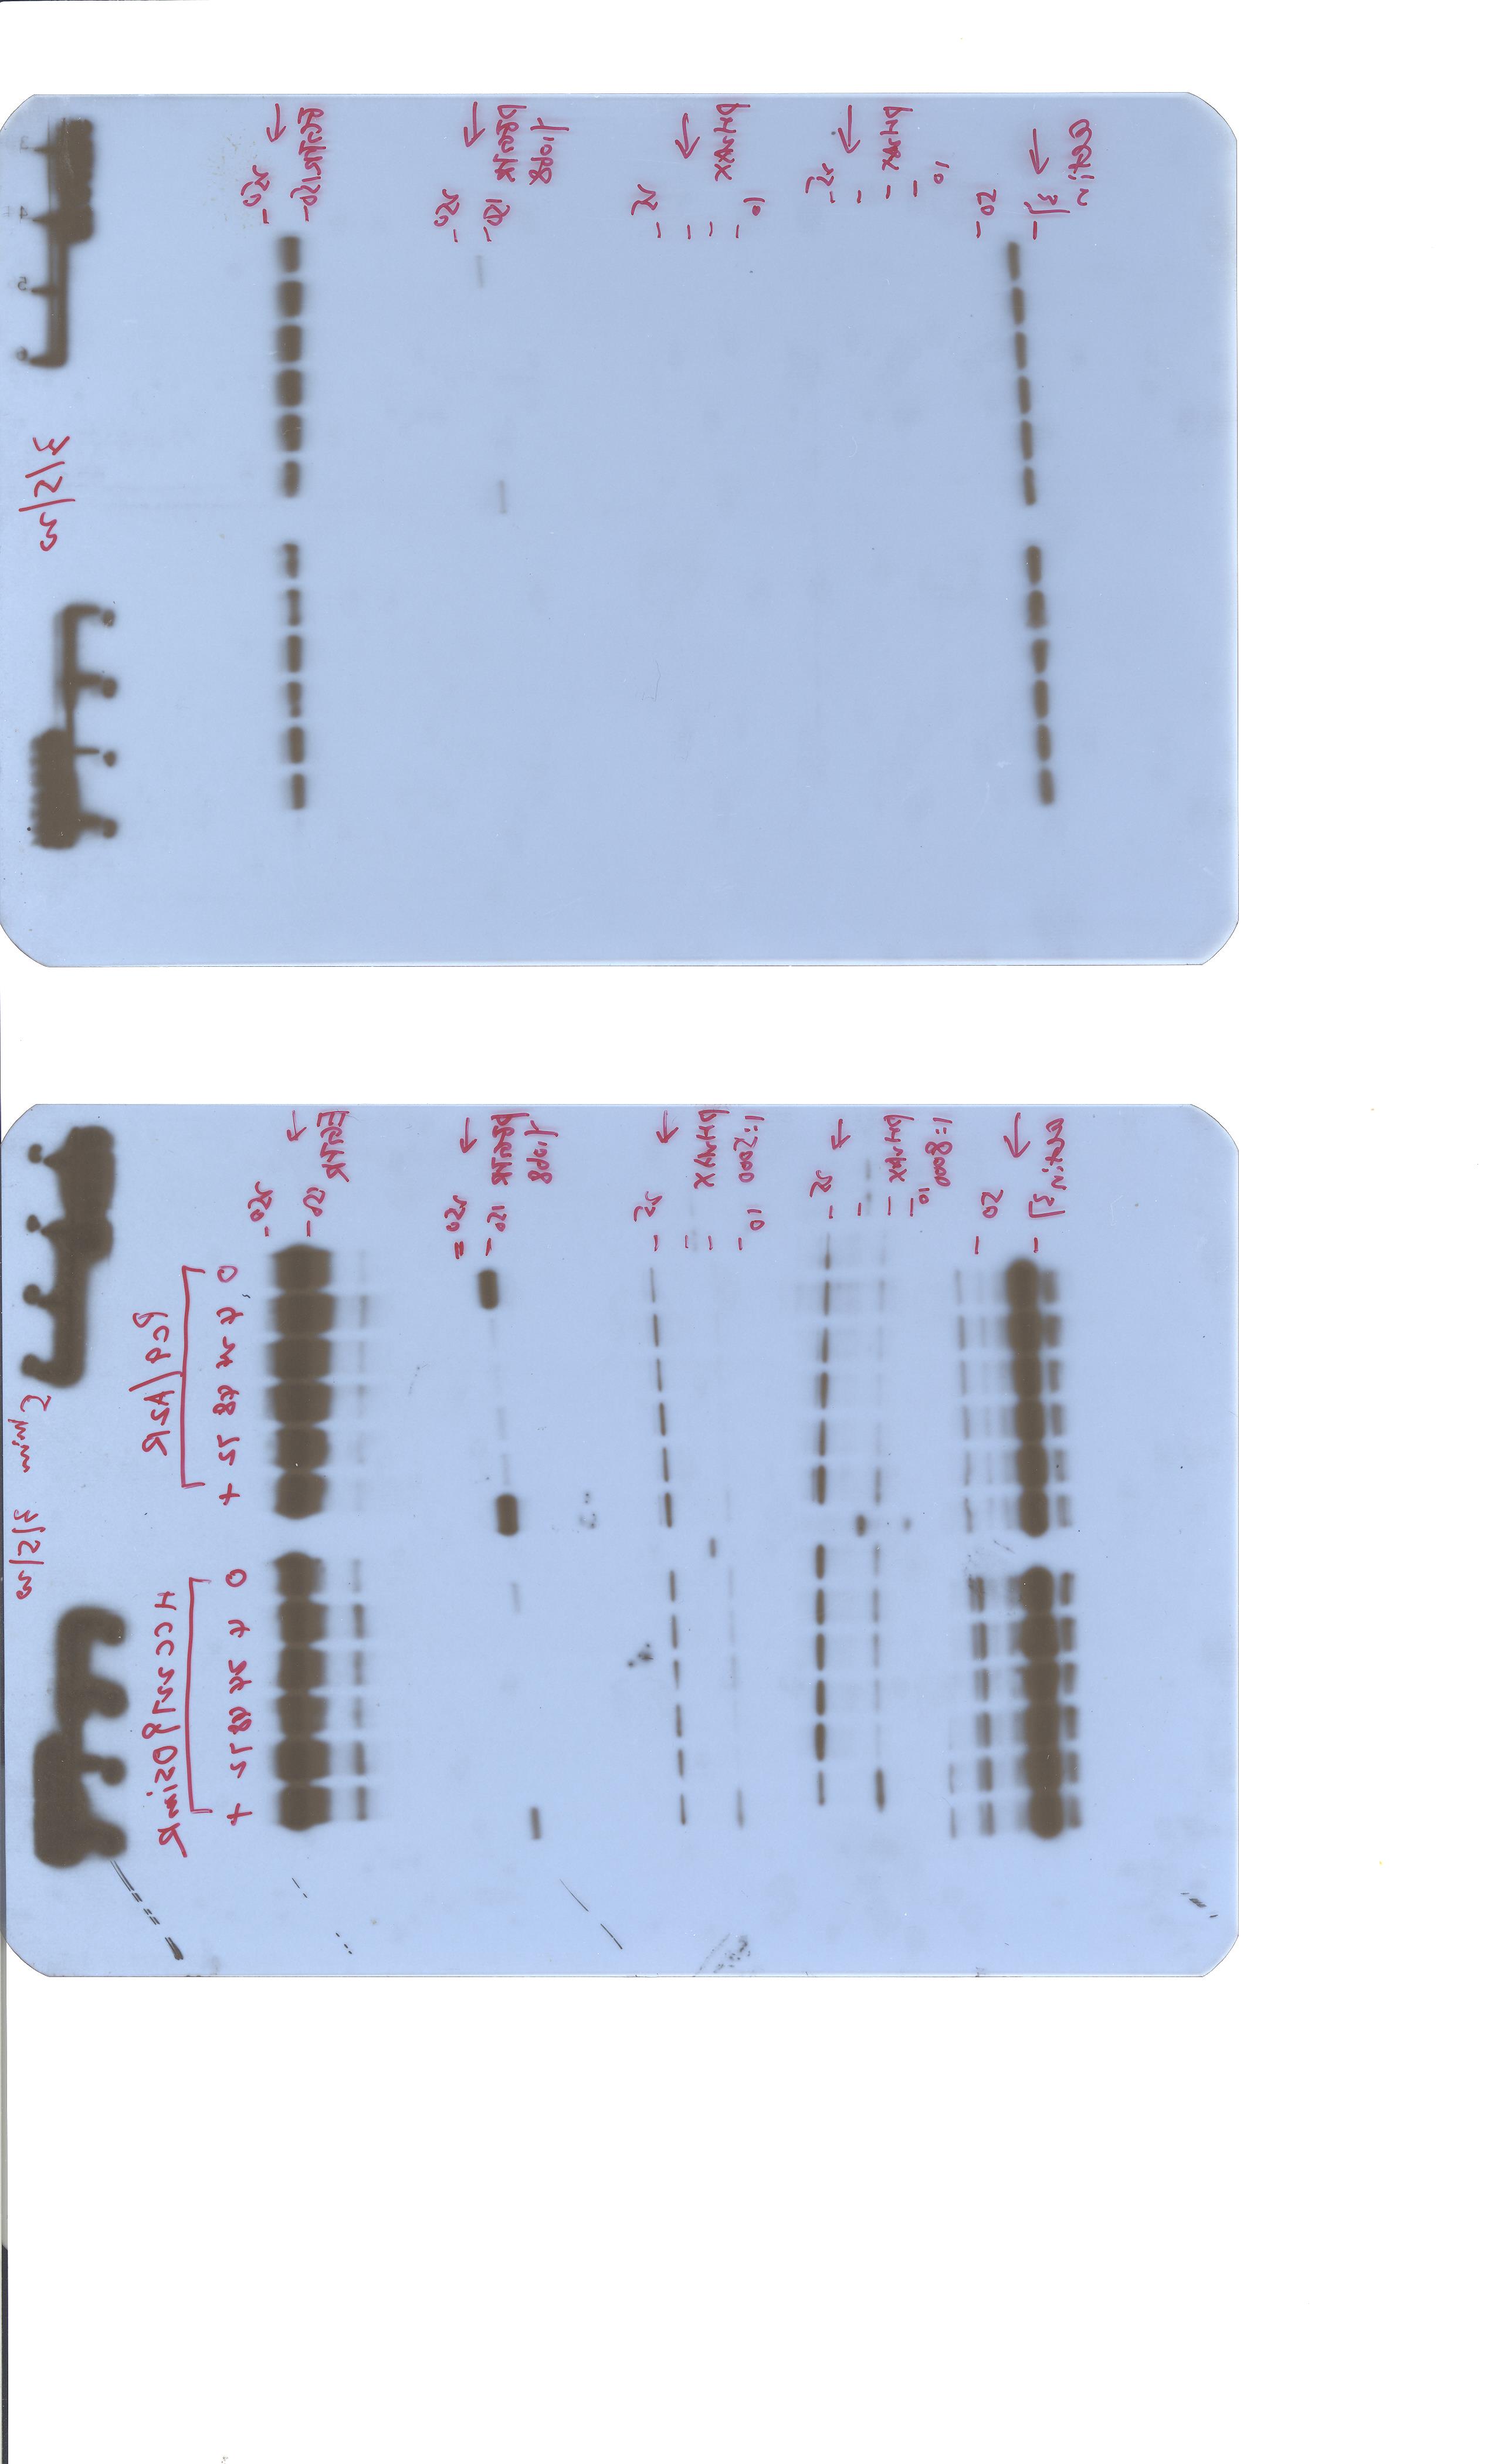 5 min 3/5/20
PC9/AZR HCC2279 OsimR
0 4 24 48 72 + 0 4 24 48 72 +
250
EGFR 150
250
pEGFR 150
Y1068
25
pH2AX
1:5000 10
25
pH2AX
10
1:8000
50
actin 37
3/5/20
250
EGFR 150
250
pEGFR 150
Y1068
25
pH2AX
10
25
pH2AX
10
50
37
actin